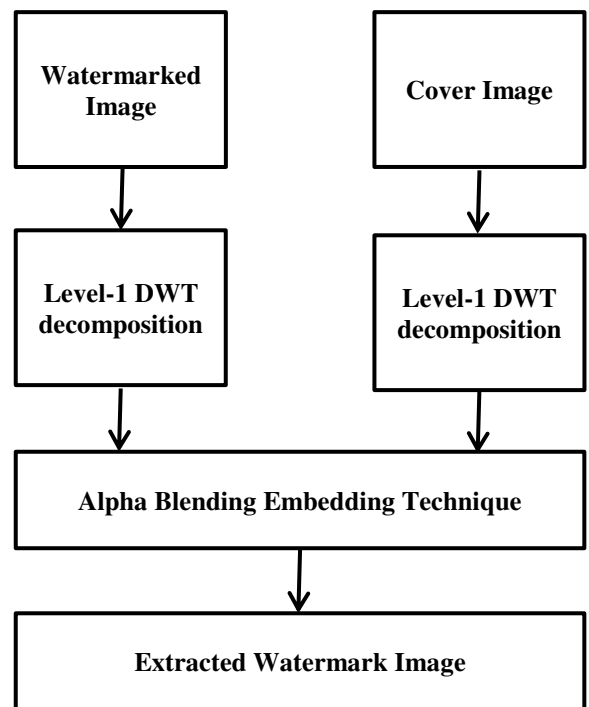 Watermarked
Image
Cover Image
Level-1 DWT
decomposition
Level-1 DWT
decomposition
Alpha Blending Embedding Technique
Extracted Watermark Image